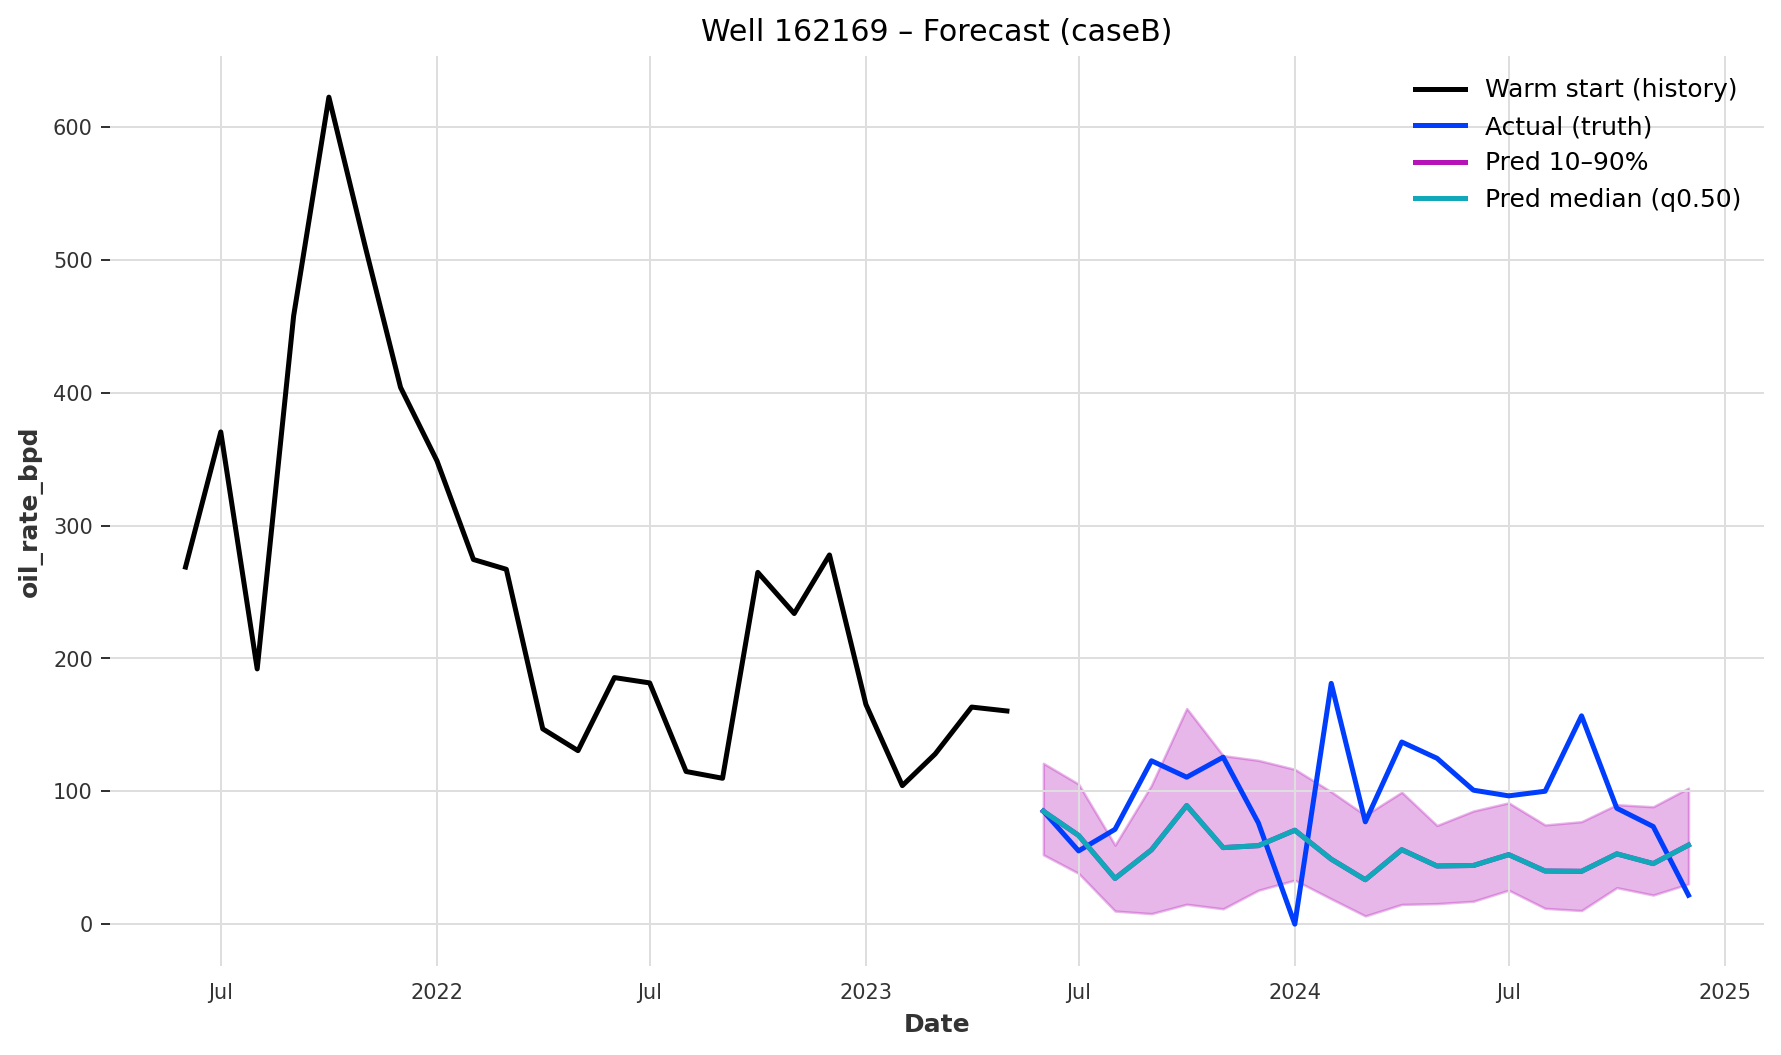 Well 162169 – Forecast (caseB)
Warm start (history)
Actual (truth)
Pred 10–90%
Pred median (q0.50)
oil_rate_bpd
600
500
400
300
200
100
0
Jul 2022 Jul 2023 Jul 2024 Jul 2025
Date